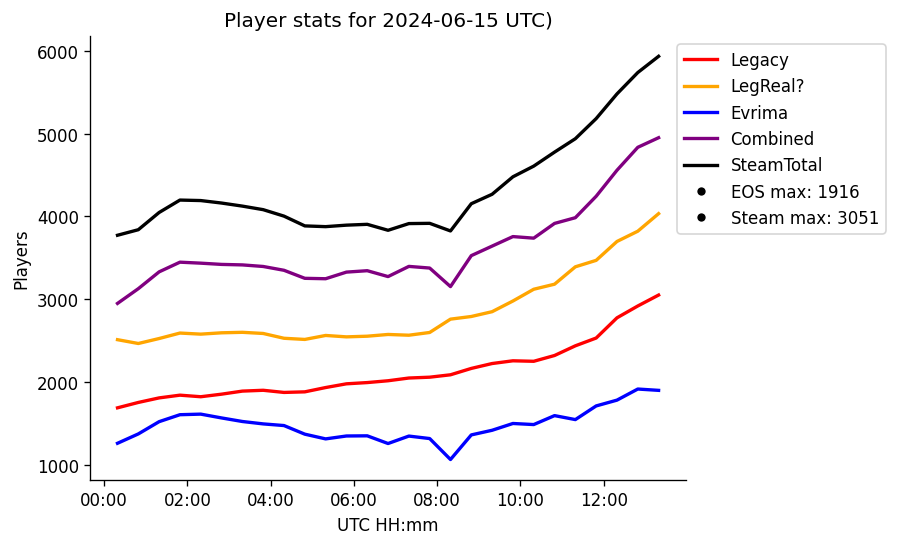 Player stats for 2024-06-15 UTC)
6000
5000
4000
3000
2000
1000
Players
00:00 02:00 04:00 06:00 08:00 10:00 12:00
UTC HH:mm
Legacy
LegReal?
Evrima
Combined
SteamTotal
EOS max: 1916
Steam max: 3051